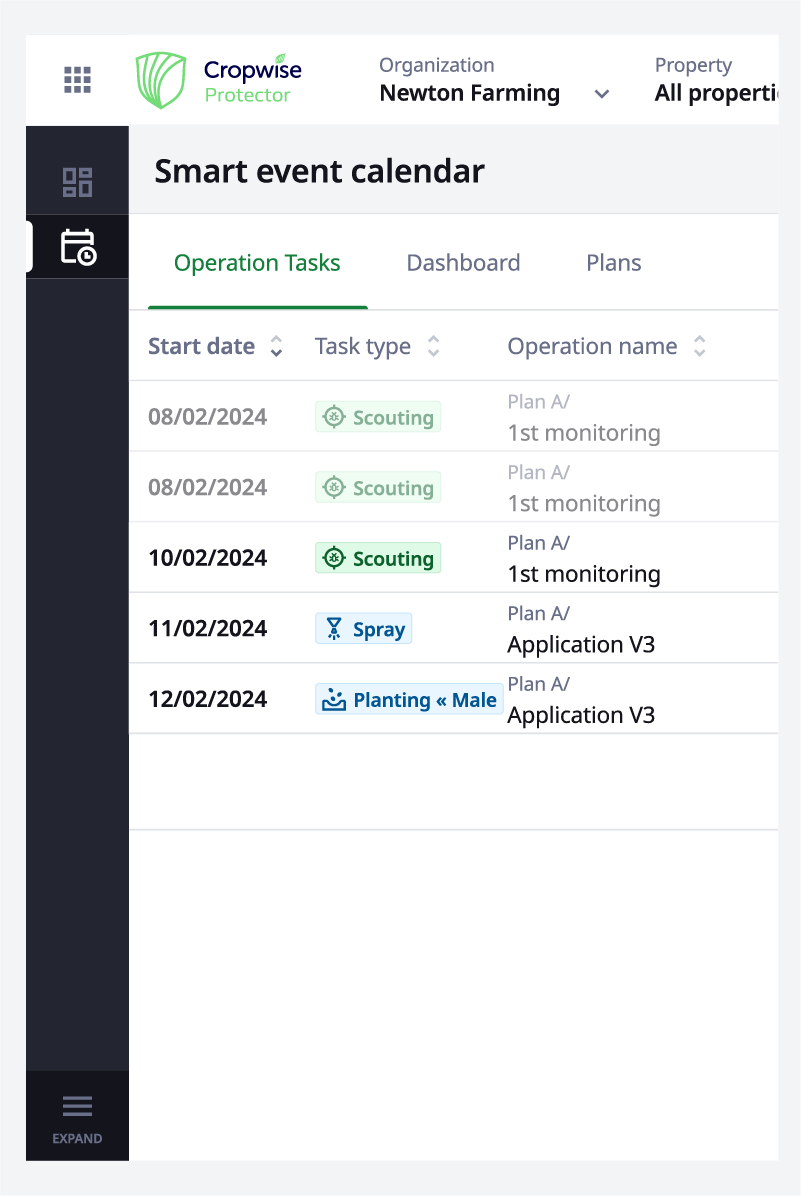 Cropwise
Protector
Organization
Newton Farming
Property
All properti
Smart event calendar
Operation Tasks Dashboard Plans
Start date Task type Operation name
08/02/2024 Scouting Plan A/
1st monitoring
08/02/2024 Scouting Plan A/
1st monitoring
10/02/2024 Scouting Plan A/
1st monitoring
11/02/2024 Spray Plan A/
Application V3
12/02/2024 Planting « Male Plan A/
Application V3
EXPAND